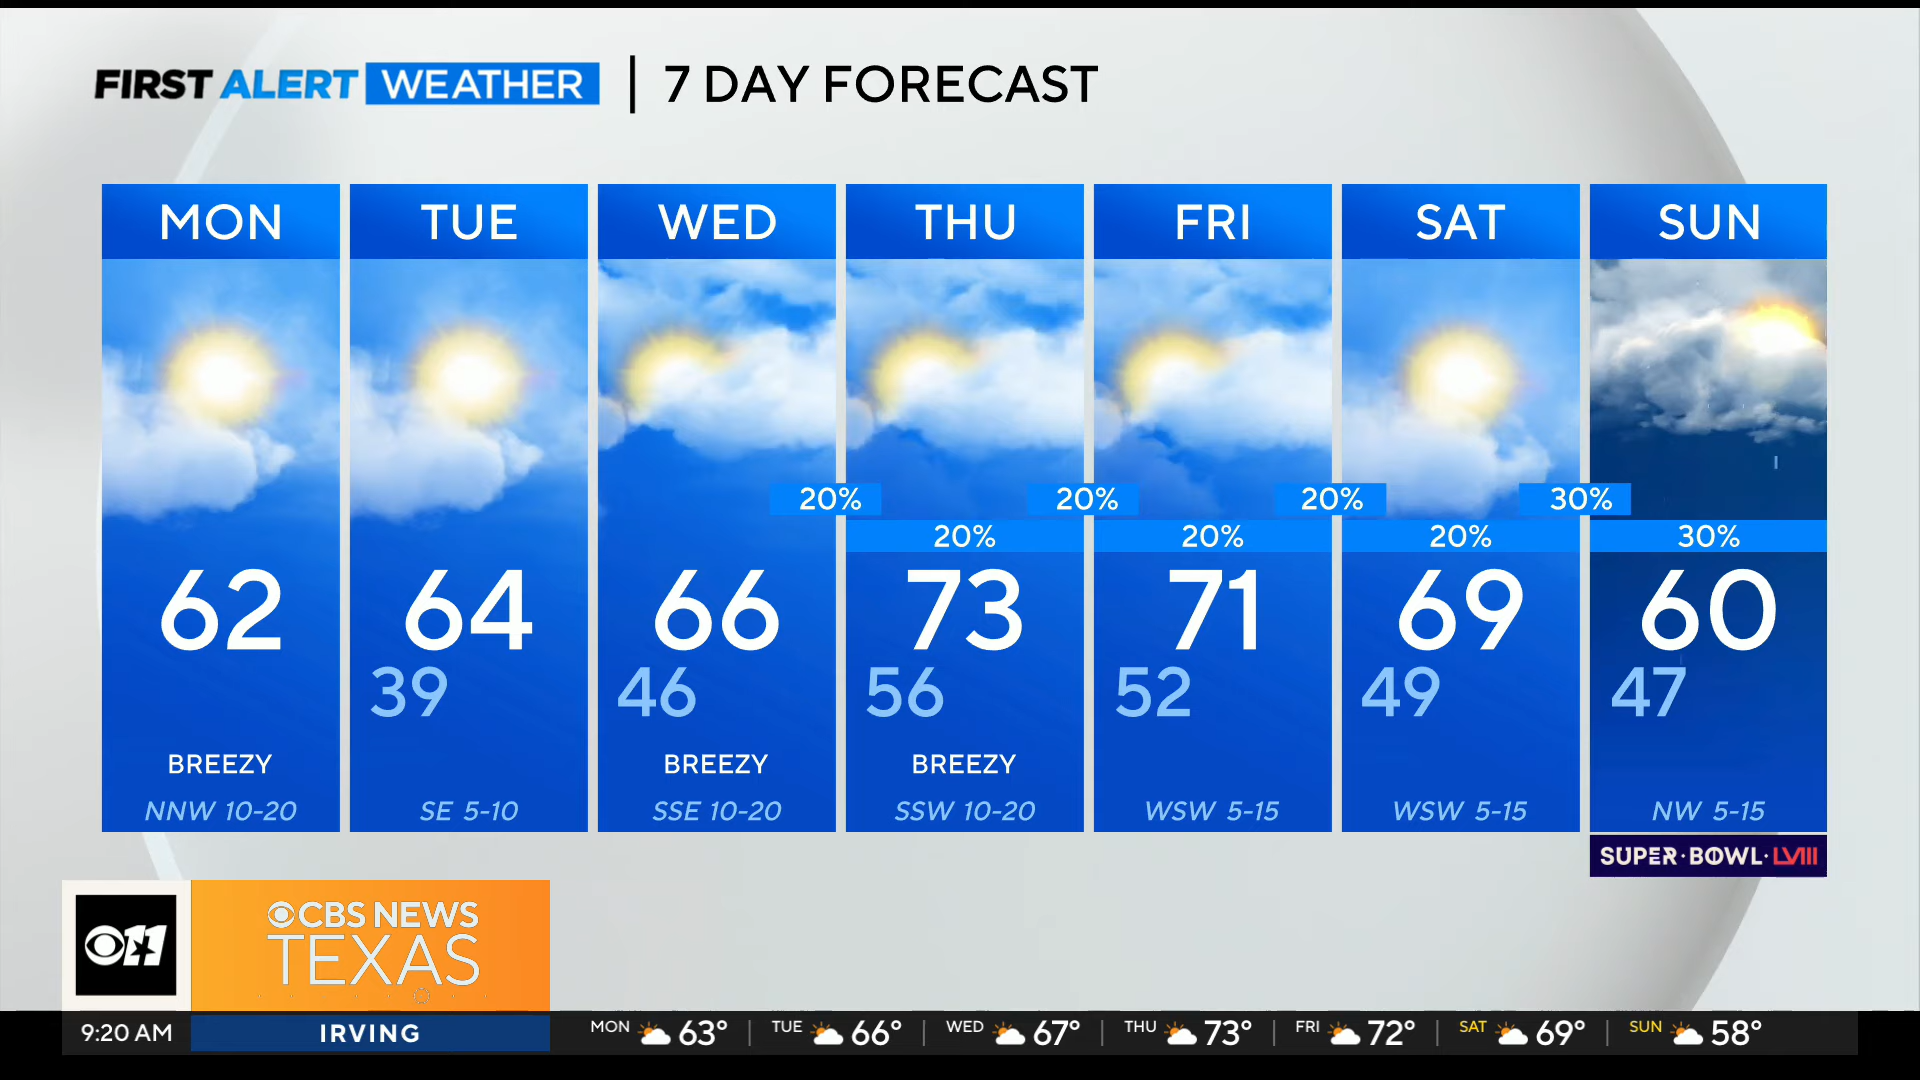 FIRST ALERT WEATHER | 7 DAY FORECAST
MON TUE WED THU FRI SAT SUN
20% 20% 20% 30%
20% 20% 20% 30%
62 64 66 73 71 69 60
39 46 56 52 49 47
BREEZY BREEZY BREEZY
NNW 10-20 SE 5-10 SSE 10-20 SSW 10-20 WSW 5-15 WSW 5-15 NW 5-15
SUPER·BOWL·LVIII
11
CBS NEWS
TEXAS
9:20 AM IRVING MON 63° | TUE 66° | WED 67° | THU 73° | FRI 72° | SAT 69° | SUN 58°